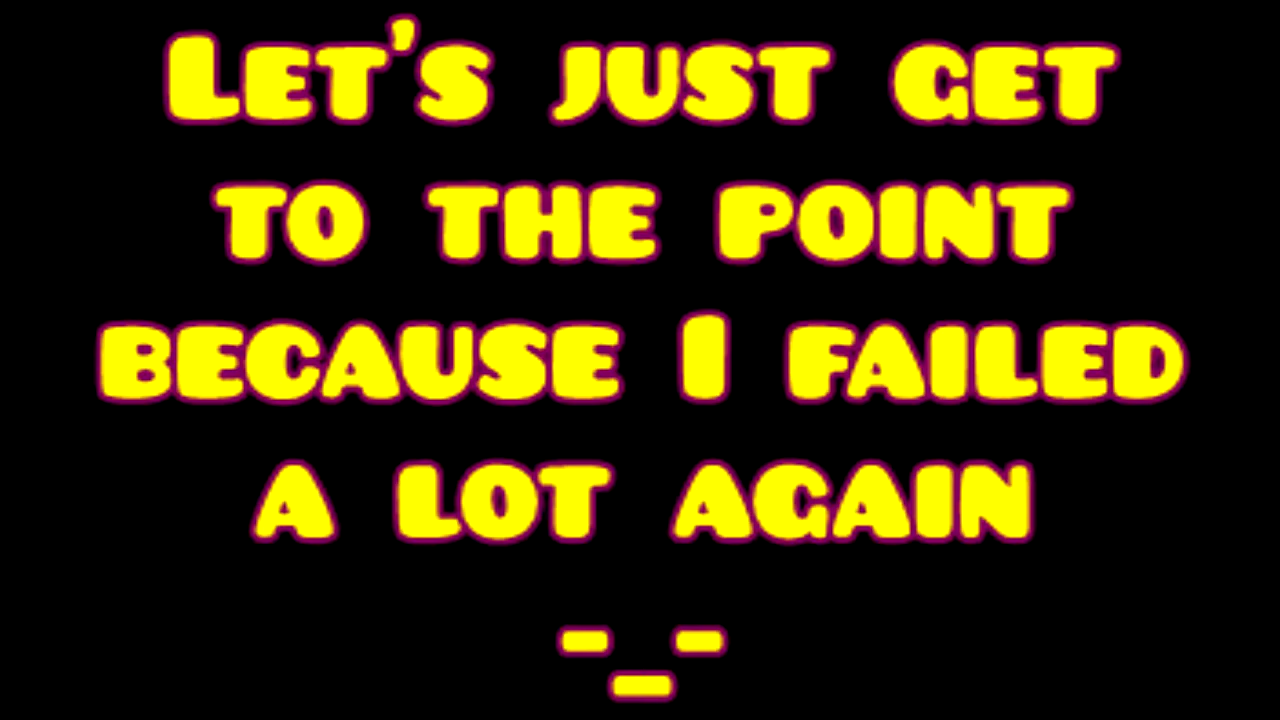 Let's just get
to the point
because I failed
a lot again
-_-